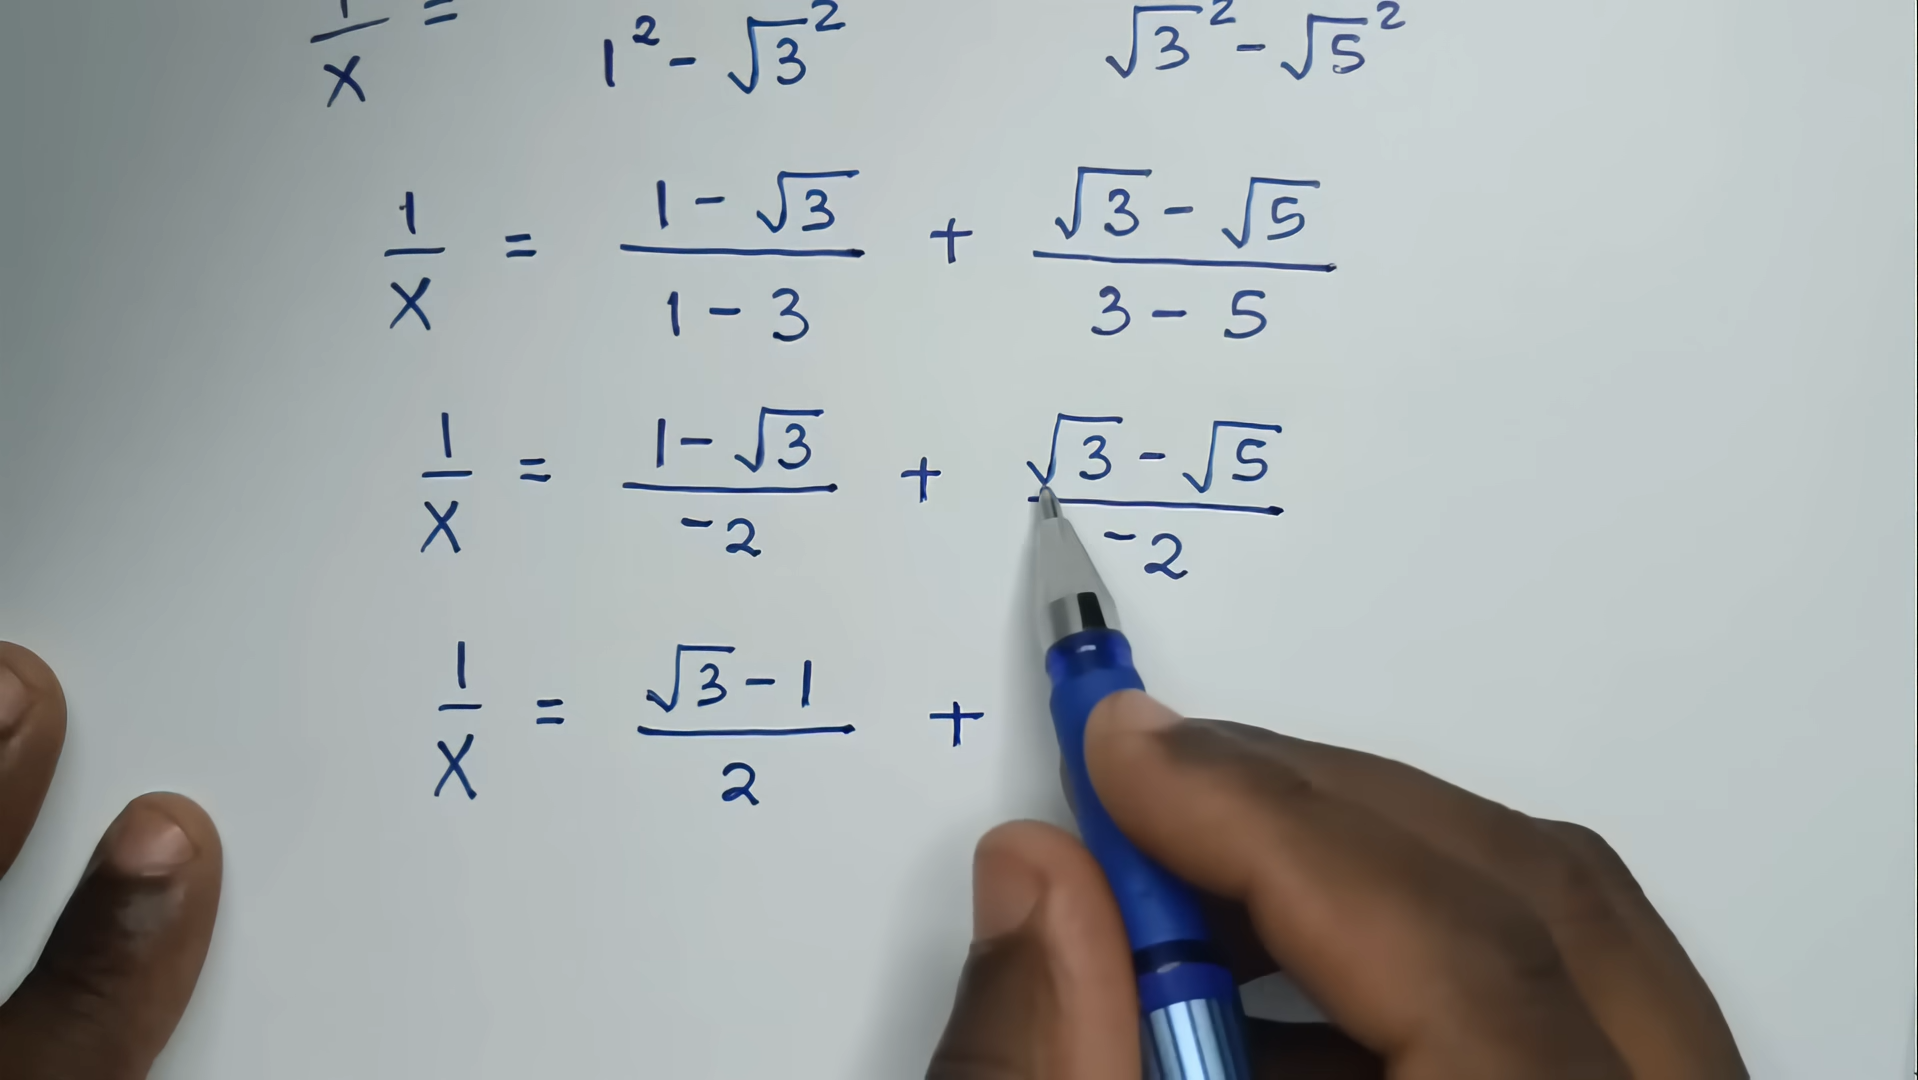 1/x = 1² - √3² √3² - √5²
1/x = (1 - √3)/(1 - 3) + (√3 - √5)/(3 - 5)
1/x = (1 - √3)/(-2) + (√3 - √5)/(-2)
1/x = (√3 - 1)/2 +